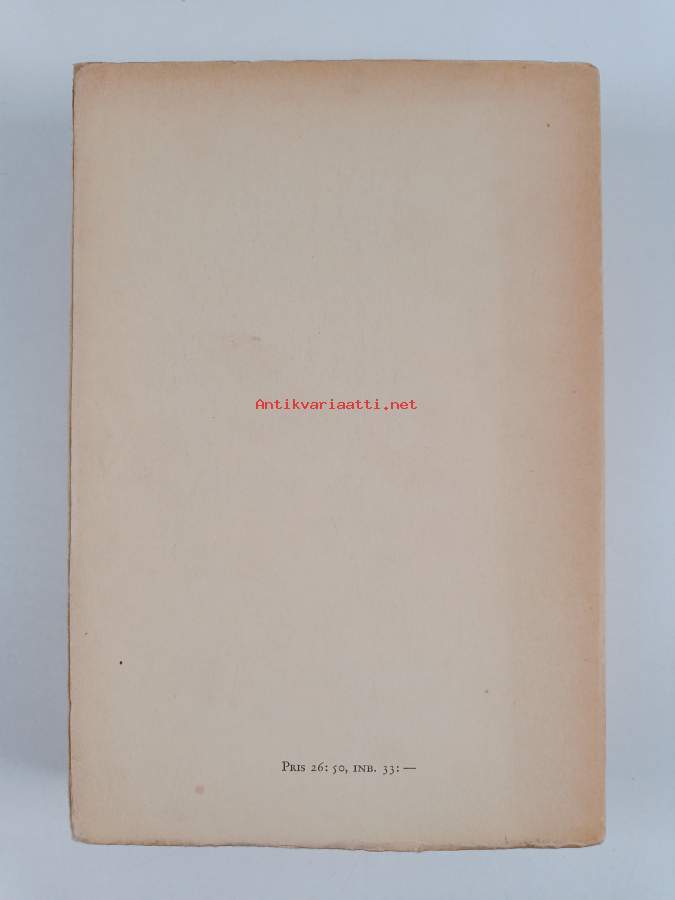 Antikvariaatti.net
Pris 26: 50, inb. 33: —